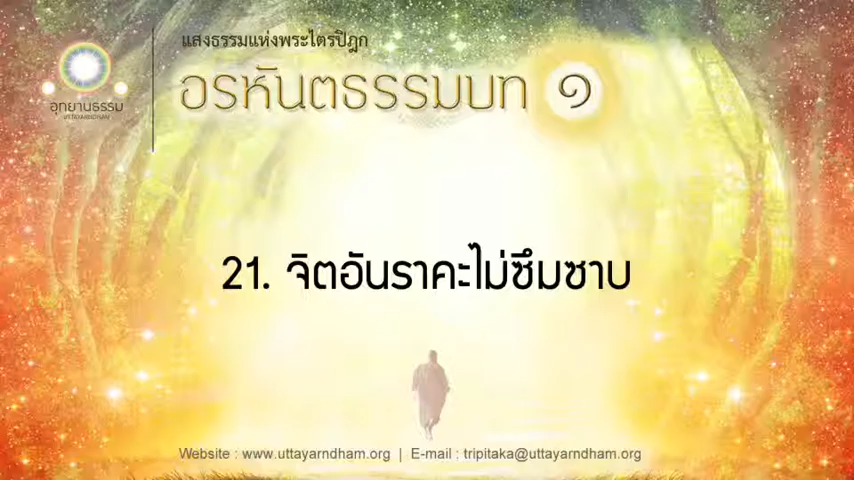 แสงธรรมแห่งพระไตรปิฎก
อรหันตธรรมบท ๑
อุทยานธรรม
UTTAYARNDHAM
21. จิตอันราคะไม่ซึมซาบ
Website : www.uttayarndham.org | E-mail : tripitaka@uttayarndham.org